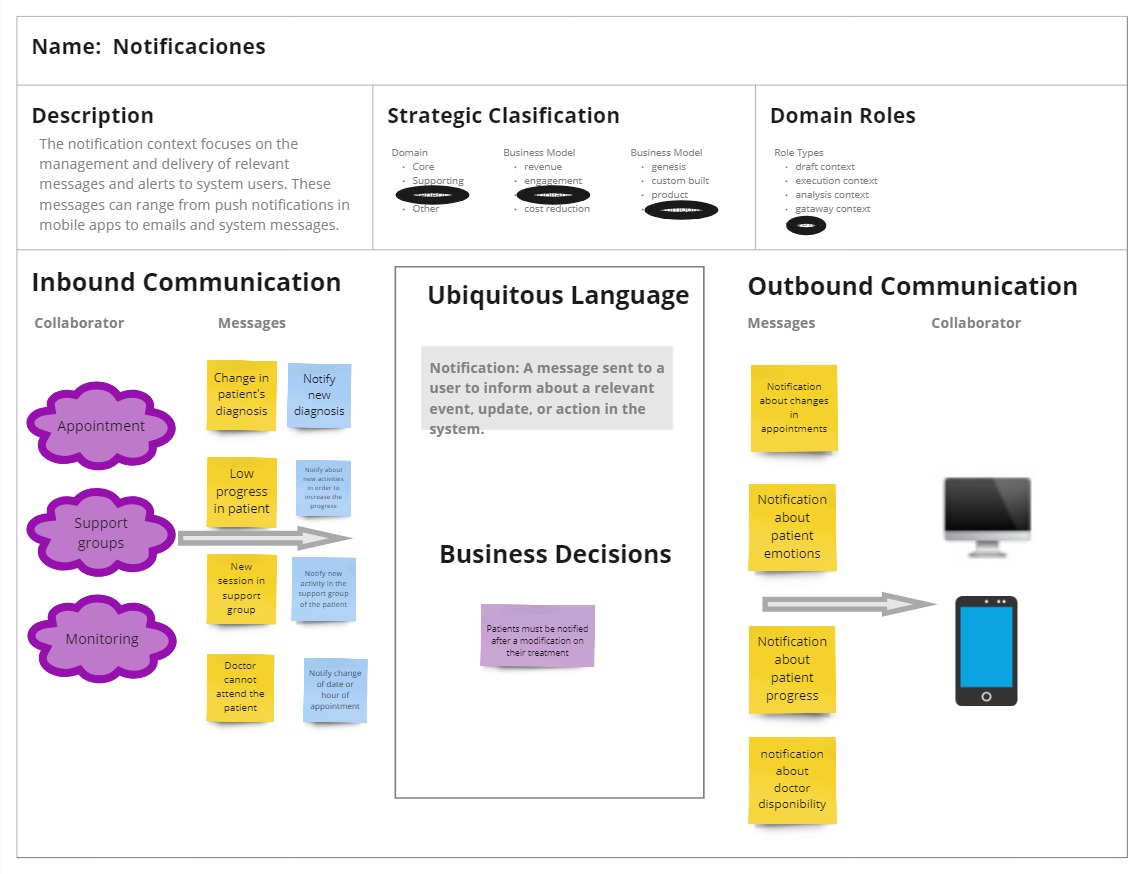 Name: Notificaciones
Description
The notification context focuses on the
management and delivery of relevant
messages and alerts to system users. These
messages can range from push notifications in
mobile apps to emails and system messages.
Strategic Clasification
Domain
• Core
• Supporting
• Other
Business Model
• revenue
• engagement
• cost reduction
Business Model
• genesis
• custom built
• product
Domain Roles
Role Types
• draft context
• execution context
• analysis context
• gataway context
Inbound Communication
Collaborator
Messages
Appointment
Support
groups
Monitoring
Change in
patient's
diagnosis
Notify
new
diagnosis
Low
progress
in patient
Notify about
new activities
in order to
increase the
progress
New
session in
support
group
Notify new
activity in the
support group
of the patient
Doctor
cannot
attend the
patient
Notify change
of date or
hour of
appointment
Ubiquitous Language
Notification: A message sent to a
user to inform about a relevant
event, update, or action in the
system.
Business Decisions
Patients must be notified
after a modification on
their treatment
Outbound Communication
Messages
Collaborator
Notification
about changes
in
appointments
Notification
about
patient
emotions
Notification
about
patient
progress
notification
about
doctor
disponibility